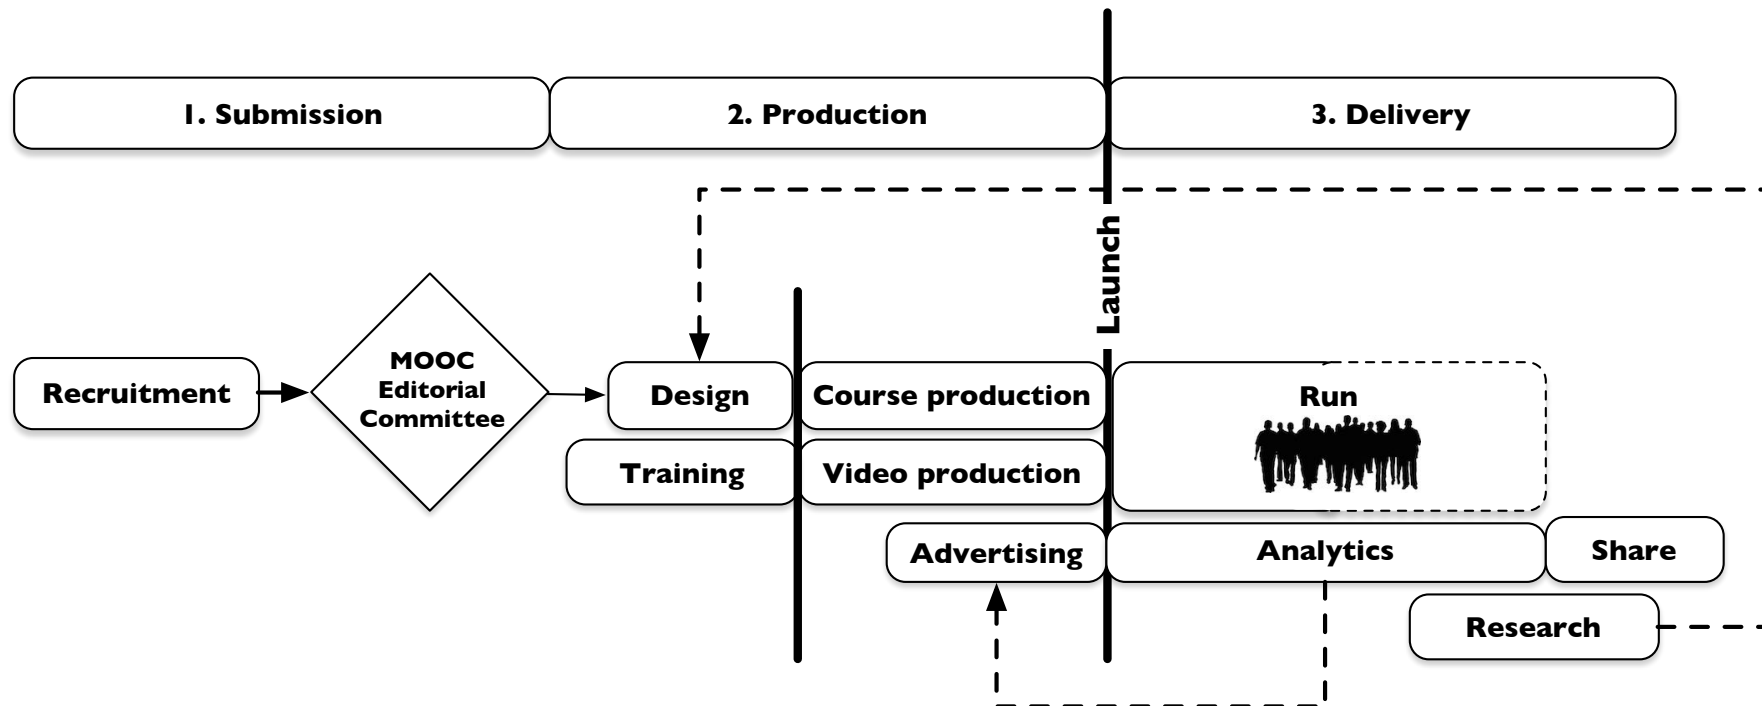 1. Submission
2. Production
3. Delivery
Launch
Recruitment
MOOC
Editorial
Committee
Design
Course production
Run
Training
Video production
Advertising
Analytics
Share
Research